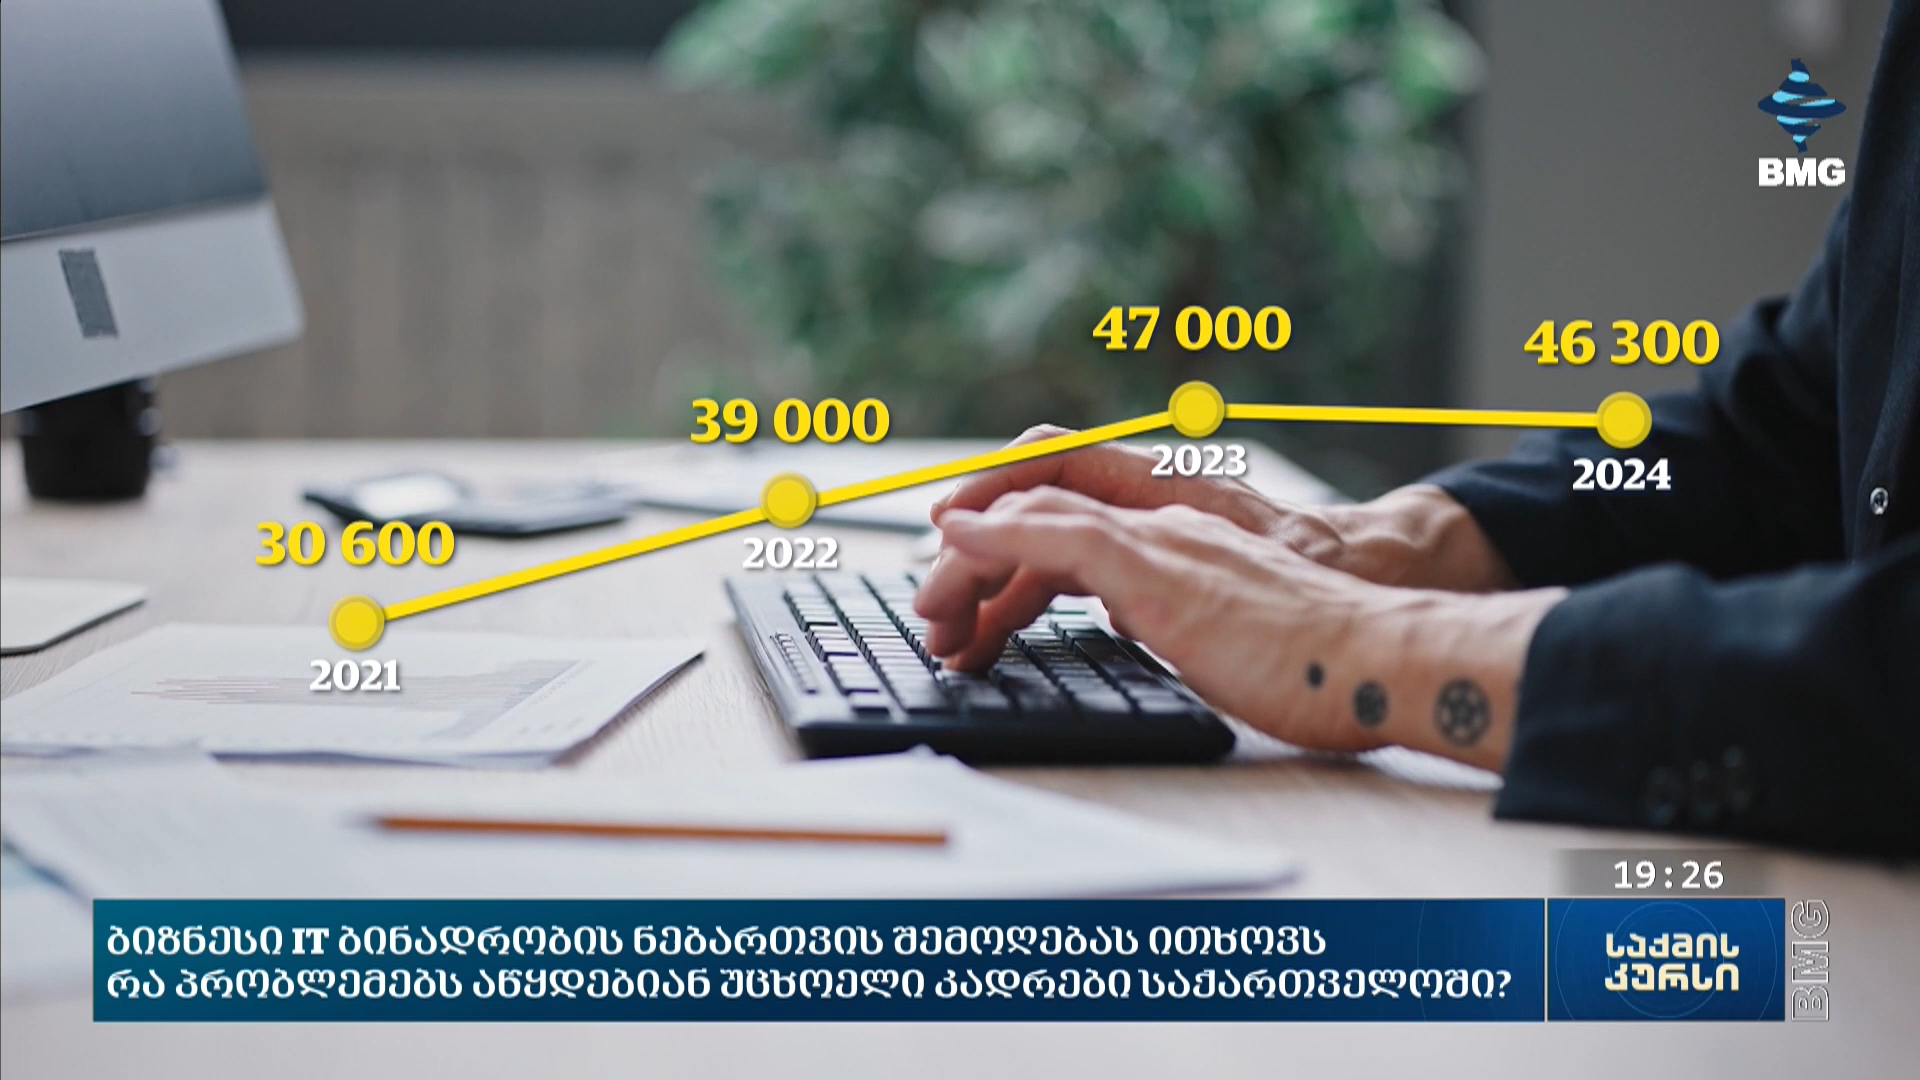 BMG
47 000
46 300
39 000
2023
2024
30 600
2022
2021
19:26
ბიზნესი IT ბინადრობის ნებართვის შემოღებას ითხოვს
რა პრობლემებს აწყდებიან უცხოელი კადრები საქართველოში?
საქმის
კურსი
BMG